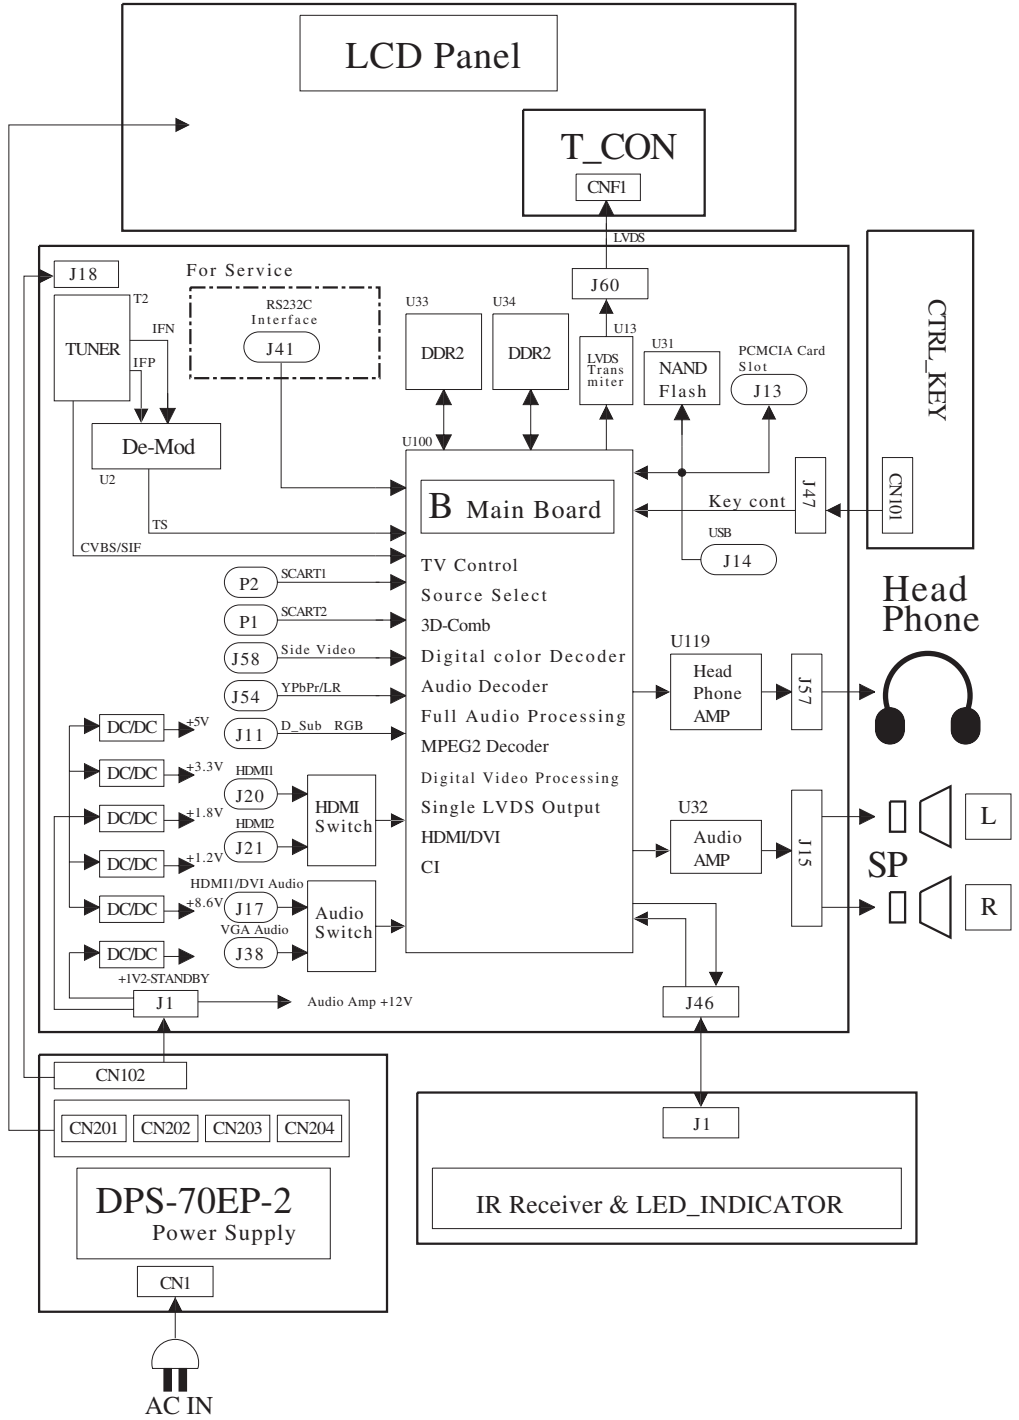 LCD Panel
T_CON
CNF1
LVDS
J18
For Service
RS232C
Interface
J41
T2
TUNER
IFN
IFP
De-Mod
U2
TS
CVBS/SIF
U33
DDR2
U34
DDR2
J60
U13
LVDS
Trans
miter
U31
NAND
Flash
PCMCIA Card
Slot
J13
CTRL_KEY
CN101
J47
Key cont
USB
J14
U100
B Main Board
TV Control
Source Select
3D-Comb
Digital color Decoder
Audio Decoder
Full Audio Processing
MPEG2 Decoder
Digital Video Processing
Single LVDS Output
HDMI/DVI
CI
P2
SCART1
P1
SCART2
J58
Side Video
J54
YPbPr/LR
J11
D_Sub RGB
HDMI1
J20
HDMI2
J21
HDMI
Switch
HDMI1/DVI Audio
J17
VGA Audio
J38
Audio
Switch
DC/DC
+5V
DC/DC
+3.3V
DC/DC
+1.8V
DC/DC
+1.2V
DC/DC
+8.6V
DC/DC
+1V2-STANDBY
J1
Audio Amp +12V
U119
Head
Phone
AMP
J57
Head
Phone
U32
Audio
AMP
J15
SP
L
R
J46
CN102
CN201
CN202
CN203
CN204
DPS-70EP-2
Power Supply
CN1
AC IN
J1
IR Receiver & LED_INDICATOR